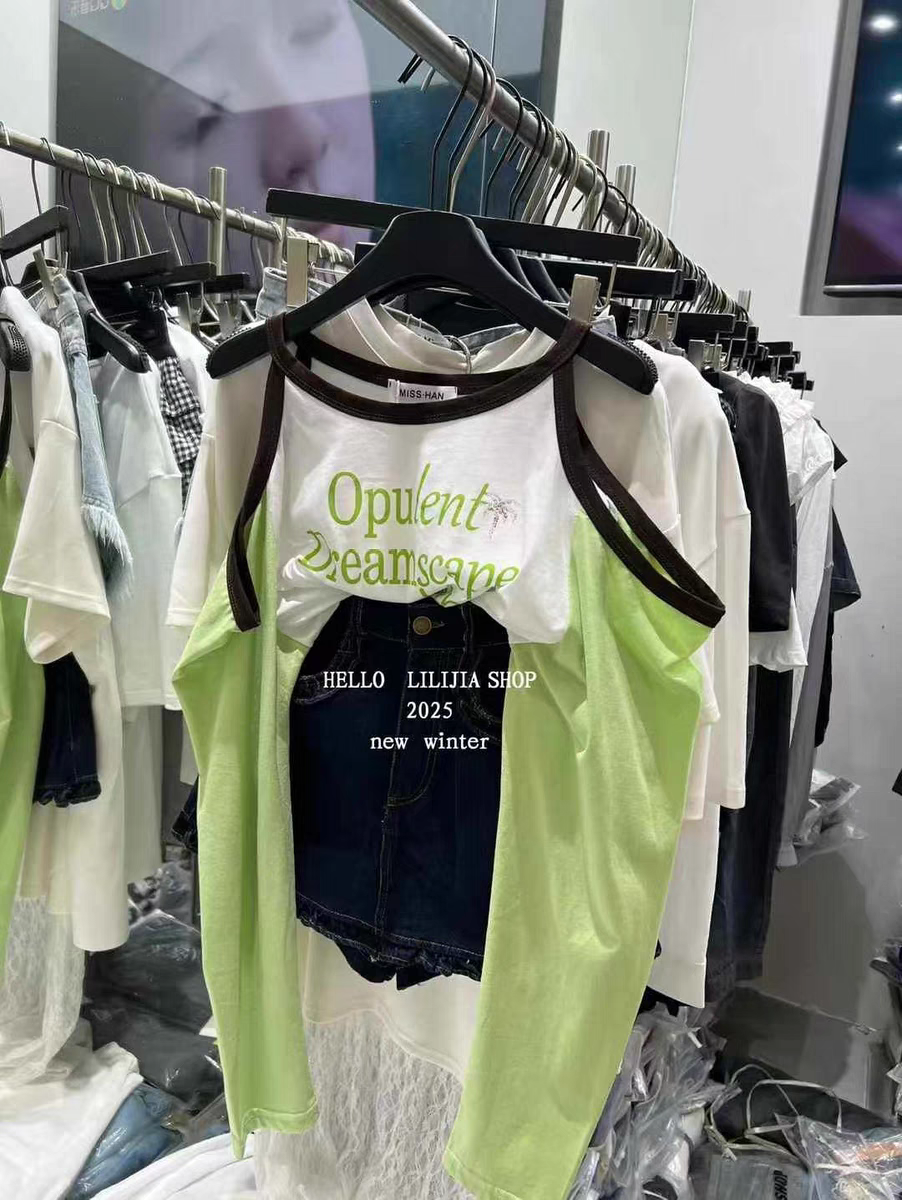 MISS·HAN
Opulent
Dreamscape
HELLO LILIJIA SHOP
2025
new winter